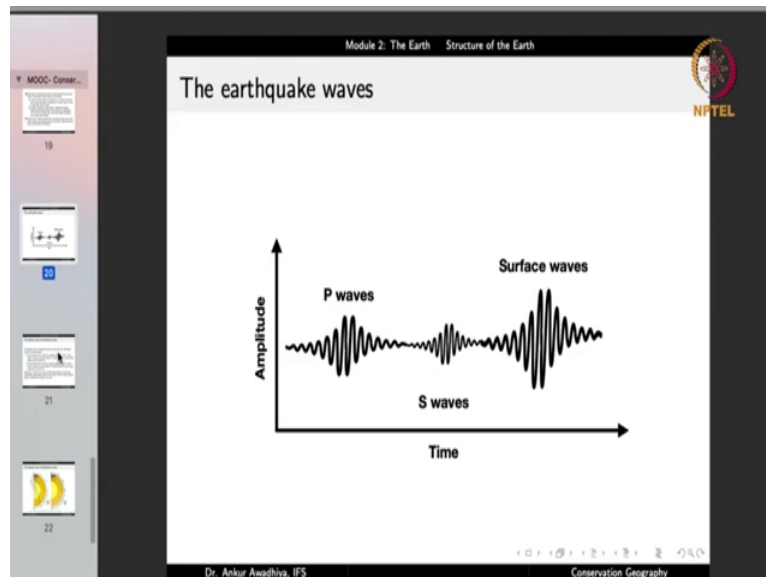 Module 2: The Earth Structure of the Earth
NPTEL
The earthquake waves
MOOC- Conser...
19
20
21
22
Amplitude
P waves
S waves
Surface waves
Time
Dr. Ankur Awadhiya, IFS Conservation Geography